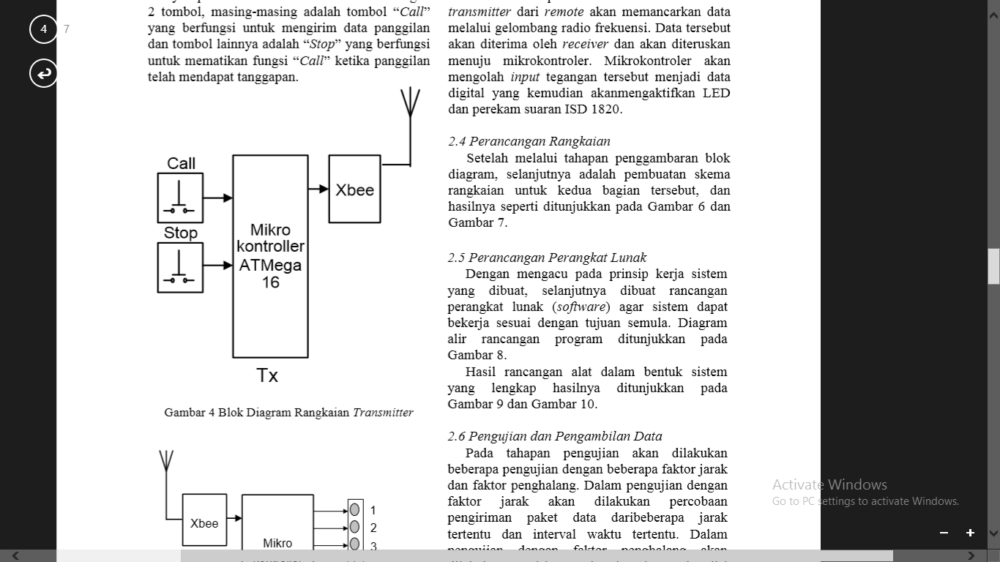 4
7
2 tombol, masing-masing adalah tombol “Call”
yang berfungsi untuk mengirim data panggilan
dan tombol lainnya adalah “Stop” yang berfungsi
untuk mematikan fungsi “Call” ketika panggilan
telah mendapat tanggapan.
Call
Stop
Mikro
kontroller
ATMega
16
Xbee
Tx
Gambar 4 Blok Diagram Rangkaian Transmitter
Xbee
Mikro
1
2
3
transmitter dari remote akan memancarkan data
melalui gelombang radio frekuensi. Data tersebut
akan diterima oleh receiver dan akan diteruskan
menuju mikrokontroler. Mikrokontroler akan
mengolah input tegangan tersebut menjadi data
digital yang kemudian akanmengaktifkan LED
dan perekam suaran ISD 1820.
2.4 Perancangan Rangkaian
Setelah melalui tahapan penggambaran blok
diagram, selanjutnya adalah pembuatan skema
rangkaian untuk kedua bagian tersebut, dan
hasilnya seperti ditunjukkan pada Gambar 6 dan
Gambar 7.
2.5 Perancangan Perangkat Lunak
Dengan mengacu pada prinsip kerja sistem
yang dibuat, selanjutnya dibuat rancangan
perangkat lunak (software) agar sistem dapat
bekerja sesuai dengan tujuan semula. Diagram
alir rancangan program ditunjukkan pada
Gambar 8.
Hasil rancangan alat dalam bentuk sistem
yang lengkap hasilnya ditunjukkan pada
Gambar 9 dan Gambar 10.
2.6 Pengujian dan Pengambilan Data
Pada tahapan pengujian akan dilakukan
beberapa pengujian dengan beberapa faktor jarak
dan faktor penghalang. Dalam pengujian dengan
faktor jarak akan dilakukan percobaan
pengiriman paket data daribeberapa jarak
tertentu dan interval waktu tertentu. Dalam
pengujian dengan faktor penghalang akan
Activate Windows
Go to PC settings to activate Windows.